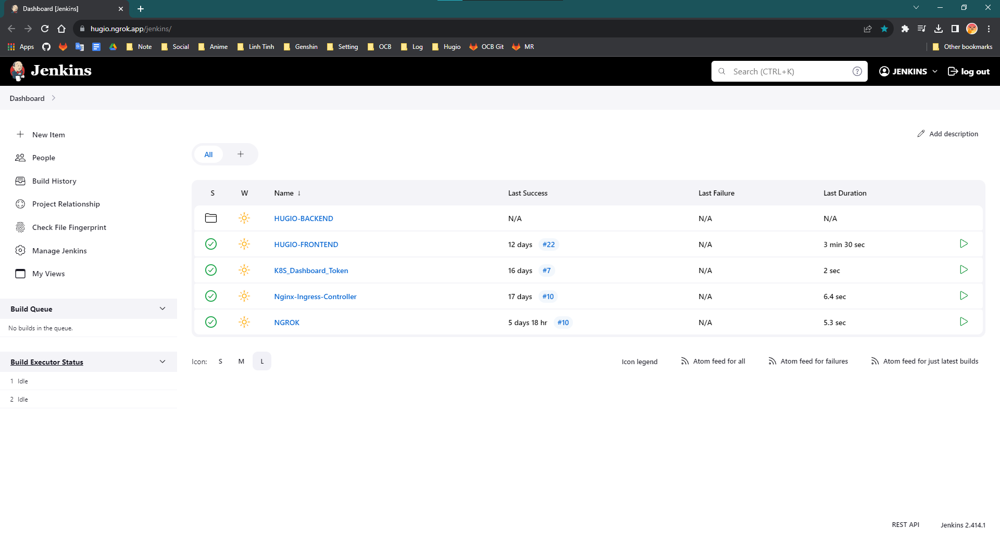 Dashboard [Jenkins]
hugio.ngrok.app/jenkins/
Apps Note Social Anime Linh Tinh Genshin Setting OCB Log Hugio OCB Git MR Other bookmarks
Jenkins Search (CTRL+K) JENKINS log out
Dashboard
New Item
Add description
People
All
Build History
Project Relationship
Check File Fingerprint
Manage Jenkins
My Views
Build Queue
No builds in the queue.
Build Executor Status
1 Idle
2 Idle
S W Name ↓ Last Success Last Failure Last Duration
HUGIO-BACKEND N/A N/A N/A
HUGIO-FRONTEND 12 days #22 N/A 3 min 30 sec
K8S_Dashboard_Token 16 days #7 N/A 2 sec
Nginx-Ingress-Controller 17 days #10 N/A 6.4 sec
NGROK 5 days 18 hr #10 N/A 5.3 sec
Icon: S M L Icon legend Atom feed for all Atom feed for failures Atom feed for just latest builds
REST API Jenkins 2.414.1